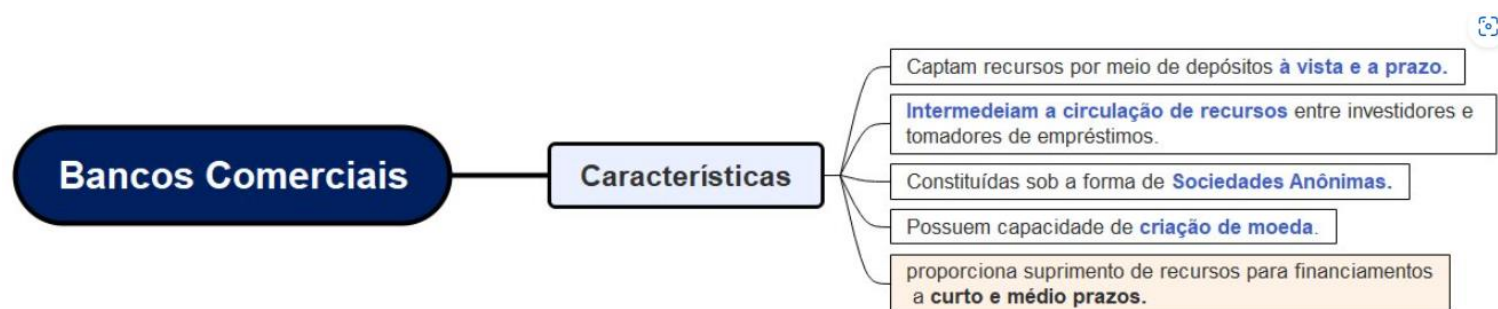 Bancos Comerciais
Características
Captam recursos por meio de depósitos à vista e a prazo.
Intermedeiam a circulação de recursos entre investidores e
tomadores de empréstimos.
Constituídas sob a forma de Sociedades Anônimas.
Possuem capacidade de criação de moeda.
proporciona suprimento de recursos para financiamentos
a curto e médio prazos.